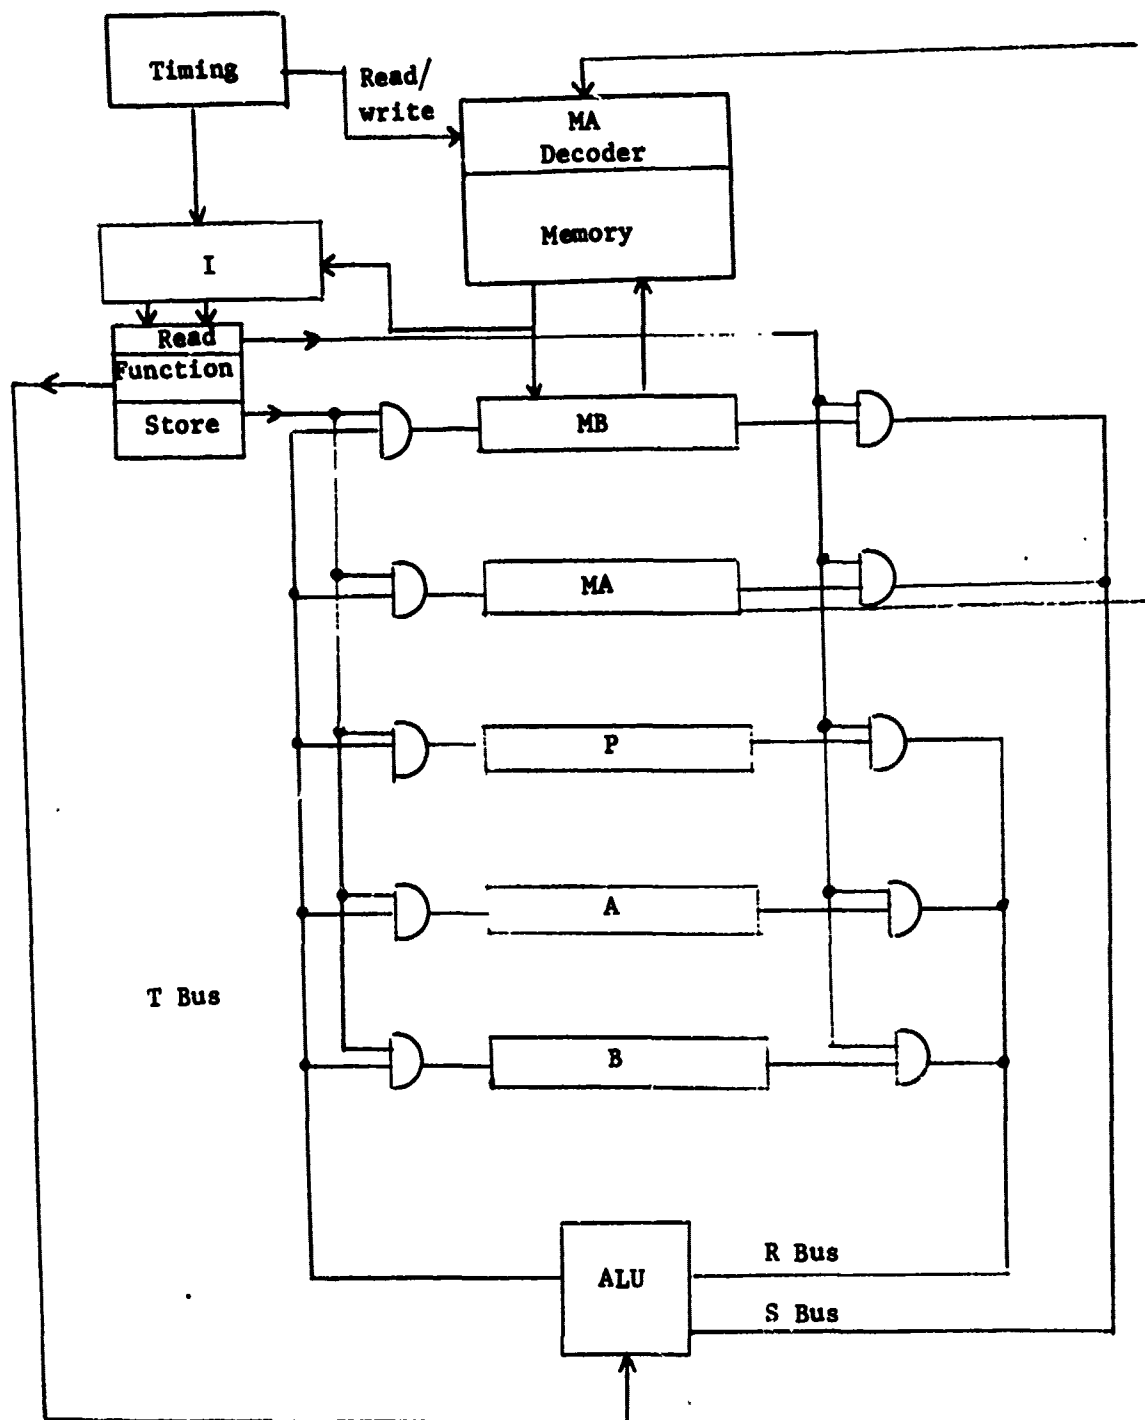 Timing
Read/
write
MA
Decoder
Memory
I
Read
Function
Store
MB
MA
P
A
T Bus
B
R Bus
ALU
S Bus